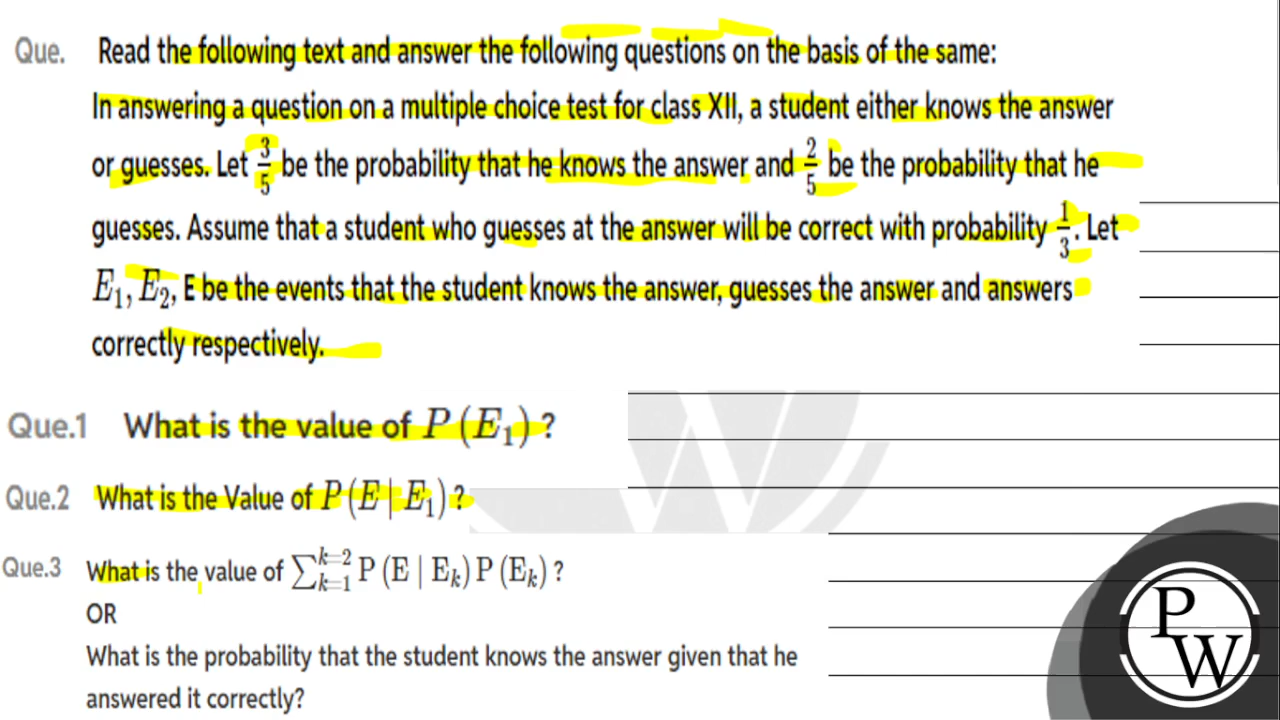 Que. Read the following text and answer the following questions on the basis of the same:
In answering a question on a multiple choice test for class XII, a student either knows the answer
or guesses. Let 3/5 be the probability that he knows the answer and 2/5 be the probability that he
guesses. Assume that a student who guesses at the answer will be correct with probability 1/3. Let
E₁, E₂, E be the events that the student knows the answer, guesses the answer and answers
correctly respectively.
Que.1 What is the value of P(E₁)?
Que.2 What is the Value of P(E | E₁)?
Que.3 What is the value of ∑ₖ₌₁ᵏ⁼² P(E | Eₖ) P(Eₖ)?
OR
What is the probability that the student knows the answer given that he
answered it correctly?
P
W